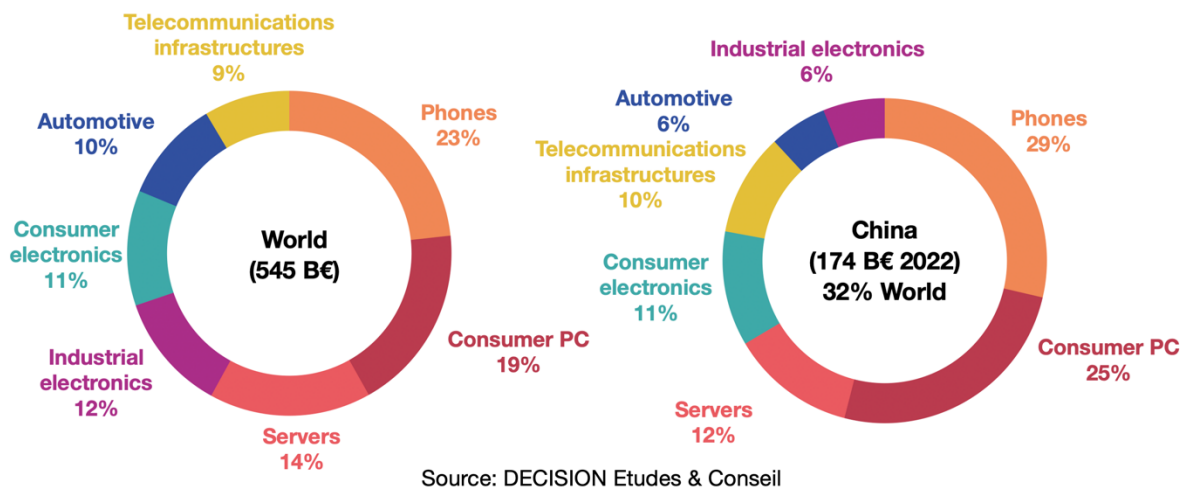 Telecommunications
infrastructures
9%
Phones
23%
Consumer PC
19%
Servers
14%
Industrial
electronics
12%
Consumer
electronics
11%
Automotive
10%
World
(545 B€)
Industrial electronics
6%
Phones
29%
Consumer PC
25%
Servers
12%
Consumer
electronics
11%
Telecommunications
infrastructures
10%
Automotive
6%
China
(174 B€ 2022)
32% World
Source: DECISION Etudes & Conseil